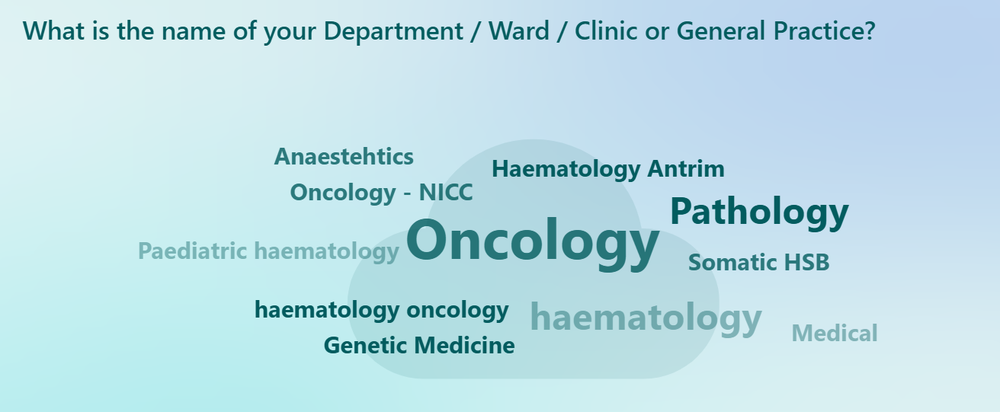 What is the name of your Department / Ward / Clinic or General Practice?
Anaestehtics
Haematology Antrim
Oncology - NICC
Pathology
Oncology
Paediatric haematology
Somatic HSB
haematology oncology
haematology
Medical
Genetic Medicine